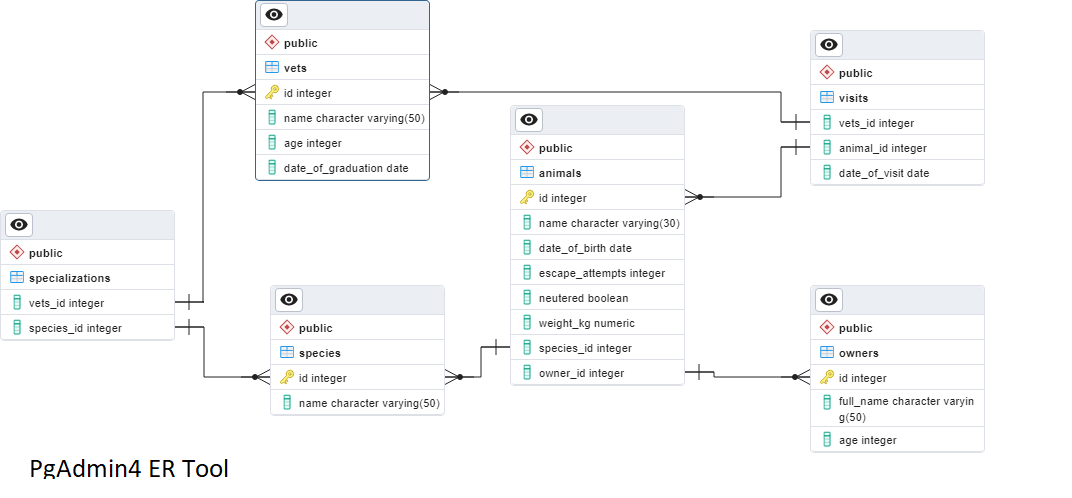 public
vets
id integer
name character varying(50)
age integer
date_of_graduation date
public
visits
vets_id integer
animal_id integer
date_of_visit date
public
animals
id integer
name character varying(30)
date_of_birth date
escape_attempts integer
neutered boolean
weight_kg numeric
species_id integer
owner_id integer
public
specializations
vets_id integer
species_id integer
public
species
id integer
name character varying(50)
public
owners
id integer
full_name character varyin
g(50)
age integer
PgAdmin4 ER Tool